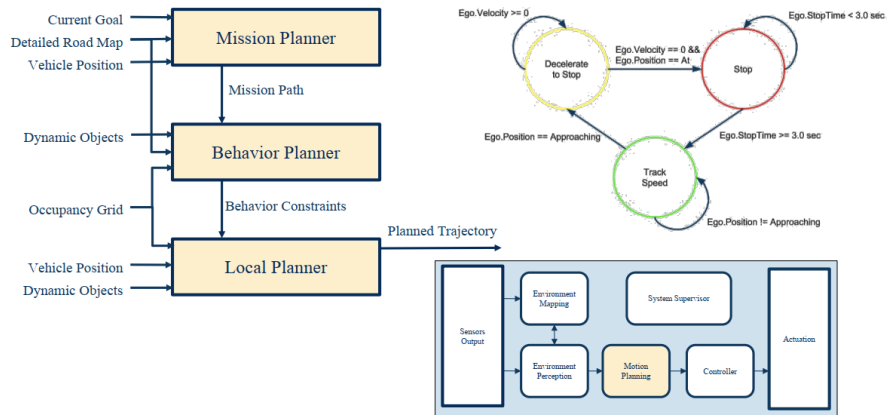 Current Goal
Detailed Road Map
Vehicle Position
Mission Planner
Mission Path
Dynamic Objects
Behavior Planner
Occupancy Grid
Behavior Constraints
Planned Trajectory
Local Planner
Vehicle Position
Dynamic Objects
Ego.Velocity >= 0
Decelerate
to Stop
Ego.Velocity == 0 &&
Ego.Position == At
Ego.StopTime < 3.0 sec
Stop
Ego.Position == Approaching
Ego.StopTime >= 3.0 sec
Track
Speed
Ego.Position != Approaching
Sensors
Output
Environment
Mapping
System Supervisor
Environment
Perception
Motion
Planning
Controller
Actuation